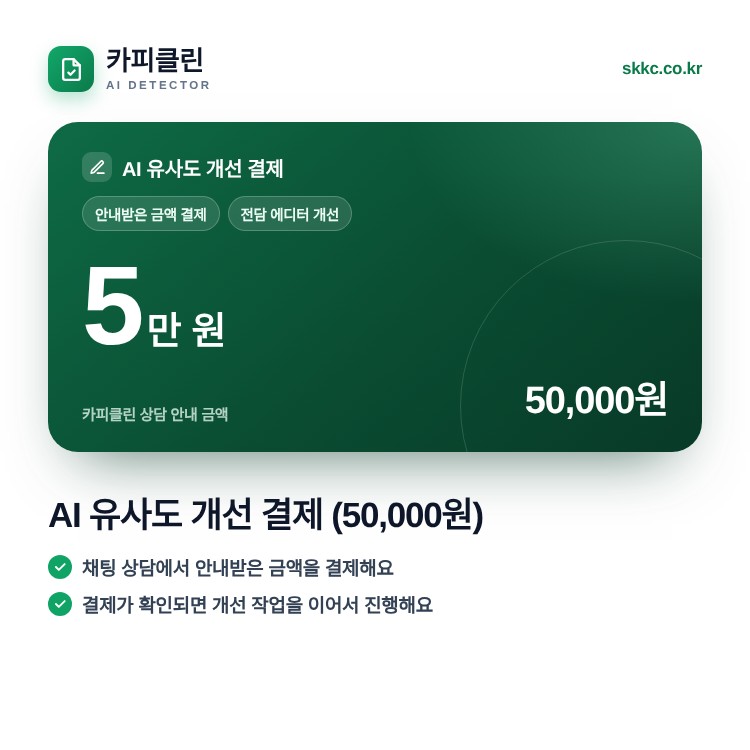 카피클린
AI DETECTOR
skkc.co.kr
AI 유사도 개선 결제
안내받은 금액 결제
전담 에디터 개선
5만 원
카피클린 상담 안내 금액
50,000원
AI 유사도 개선 결제 (50,000원)
채팅 상담에서 안내받은 금액을 결제해요
결제가 확인되면 개선 작업을 이어서 진행해요